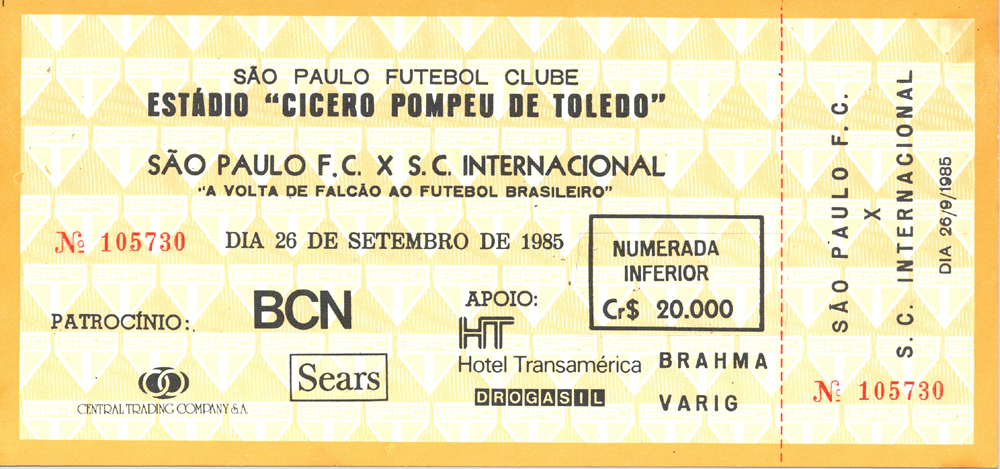 SÃO PAULO FUTEBOL CLUBE
ESTÁDIO "CICERO POMPEU DE TOLEDO"
SÃO PAULO F.C. X S.C. INTERNACIONAL
"A VOLTA DE FALCÃO AO FUTEBOL BRASILEIRO"
Nº 105730
DIA 26 DE SETEMBRO DE 1985
NUMERADA
INFERIOR
Cr$ 20.000
PATROCÍNIO:
BCN
CENTRAL TRADING COMPANY S.A.
Sears
APOIO:
HT
Hotel Transamérica
DROGASIL
BRAHMA
VARIG
SÃO PAULO F.C.
X
S.C. INTERNACIONAL
DIA 26/9/1985
Nº 105730